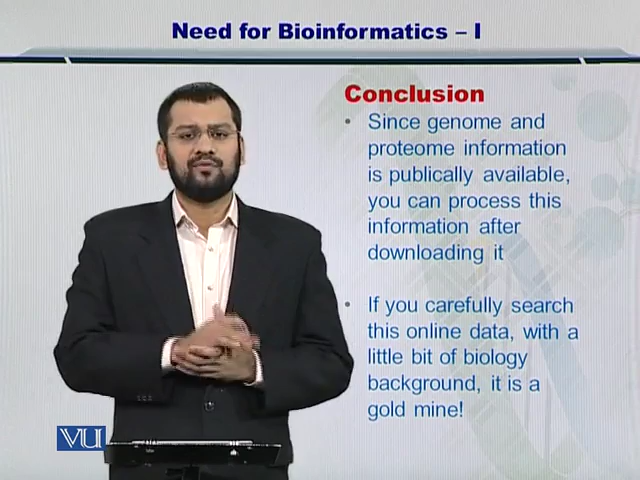 Need for Bioinformatics – I
Conclusion
• Since genome and
proteome information
is publically available,
you can process this
information after
downloading it
• If you carefully search
this online data, with a
little bit of biology
background, it is a
gold mine!
VU